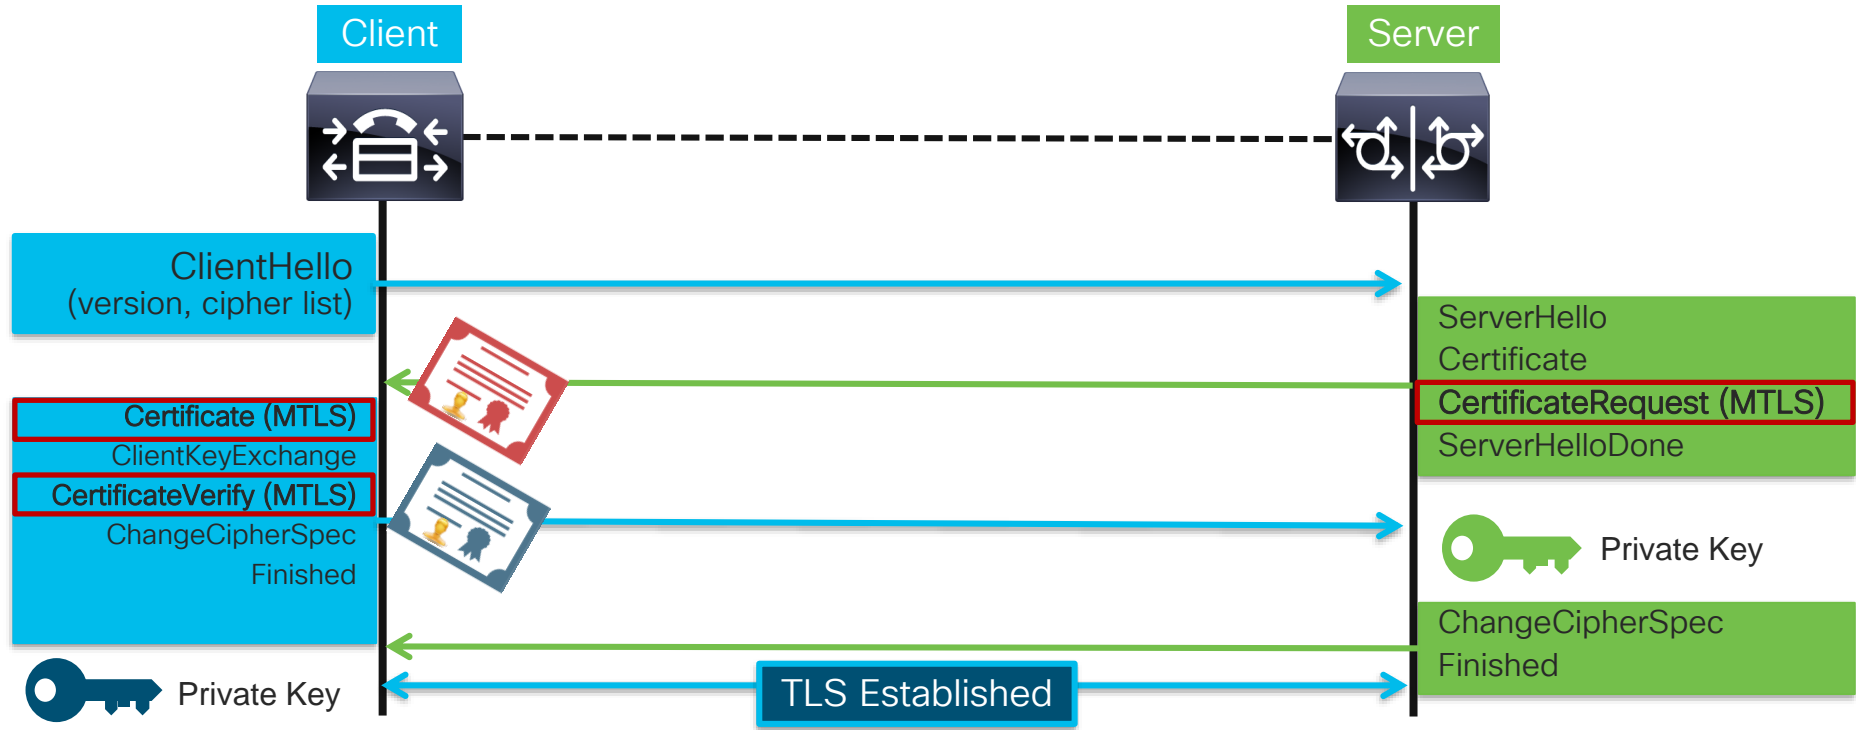 Client
Server
ClientHello
(version, cipher list)
ServerHello
Certificate
CertificateRequest (MTLS)
ServerHelloDone
Certificate (MTLS)
ClientKeyExchange
CertificateVerify (MTLS)
ChangeCipherSpec
Finished
Private Key
ChangeCipherSpec
Finished
Private Key
TLS Established